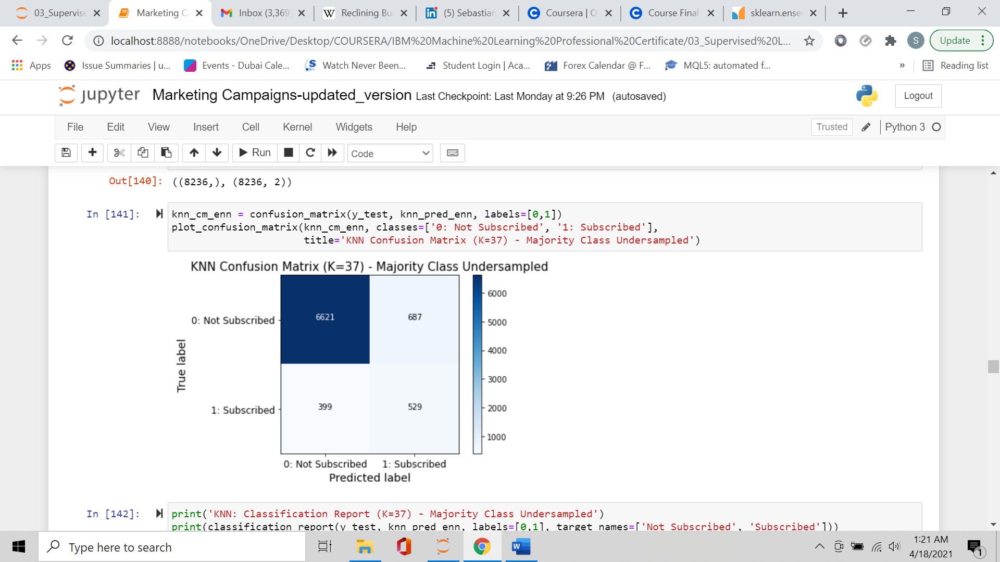 03_Supervise
Marketing C
Inbox (3,369
Reclining Bu
(5) Sebastian
Coursera | O
Course Final
sklearn.ense
localhost:8888/notebooks/OneDrive/Desktop/COURSERA/IBM%20Machine%20Learning%20Professional%20Certificate/03_Supervised%20L...
S
Update
Apps
Issue Summaries | u...
Events - Dubai Cale...
Watch Never Been...
Student Login | Aca...
Forex Calendar @ F...
MQL5: automated f...
»
Reading list
jupyter
Marketing Campaigns-updated_version Last Checkpoint: Last Monday at 9:26 PM (autosaved)
Logout
File Edit View Insert Cell Kernel Widgets Help
Trusted
Python 3
Run
Code
Out[140]: ((8236,), (8236, 2))
In [141]:
knn_cm_enn = confusion_matrix(y_test, knn_pred_enn, labels=[0,1])
plot_confusion_matrix(knn_cm_enn, classes=['0: Not Subscribed', '1: Subscribed'],
title='KNN Confusion Matrix (K=37) - Majority Class Undersampled')
KNN Confusion Matrix (K=37) - Majority Class Undersampled
True label
0: Not Subscribed
1: Subscribed
6621 687
399 529
0: Not Subscribed 1: Subscribed
Predicted label
6000
5000
4000
3000
2000
1000
In [142]:
print('KNN: Classification Report (K=37) - Majority Class Undersampled')
print(classification_report(y_test, knn_pred_enn, labels=[0,1], target_names=['Not Subscribed', 'Subscribed']))
Type here to search
1:21 AM
4/18/2021
1